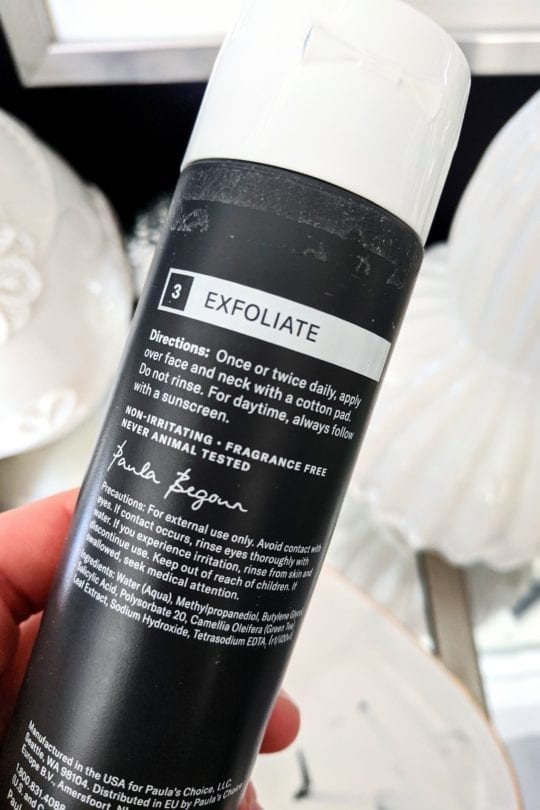 3 EXFOLIATE
Directions: Once or twice daily, apply
over face and neck with a cotton pad.
Do not rinse. For daytime, always follow
with a sunscreen.
NON-IRRITATING • FRAGRANCE FREE
NEVER ANIMAL TESTED
Paula Begoun
Precautions: For external use only. Avoid contact with
eyes. If contact occurs, rinse eyes thoroughly with
water. If you experience irritation, rinse from skin and
discontinue use. Keep out of reach of children. If
swallowed, seek medical attention.
Ingredients: Water (Aqua), Methylpropanediol, Butylene Glycol,
Salicylic Acid, Polysorbate 20, Camellia Oleifera (Green Tea)
Leaf Extract, Sodium Hydroxide, Tetrasodium EDTA.
Manufactured in the USA for Paula's Choice, LLC,
Seattle, WA 98104. Distributed in EU by Paula's Choice
Europe B.V., Amersfoort,
1.800.831.4088
(U.S. and